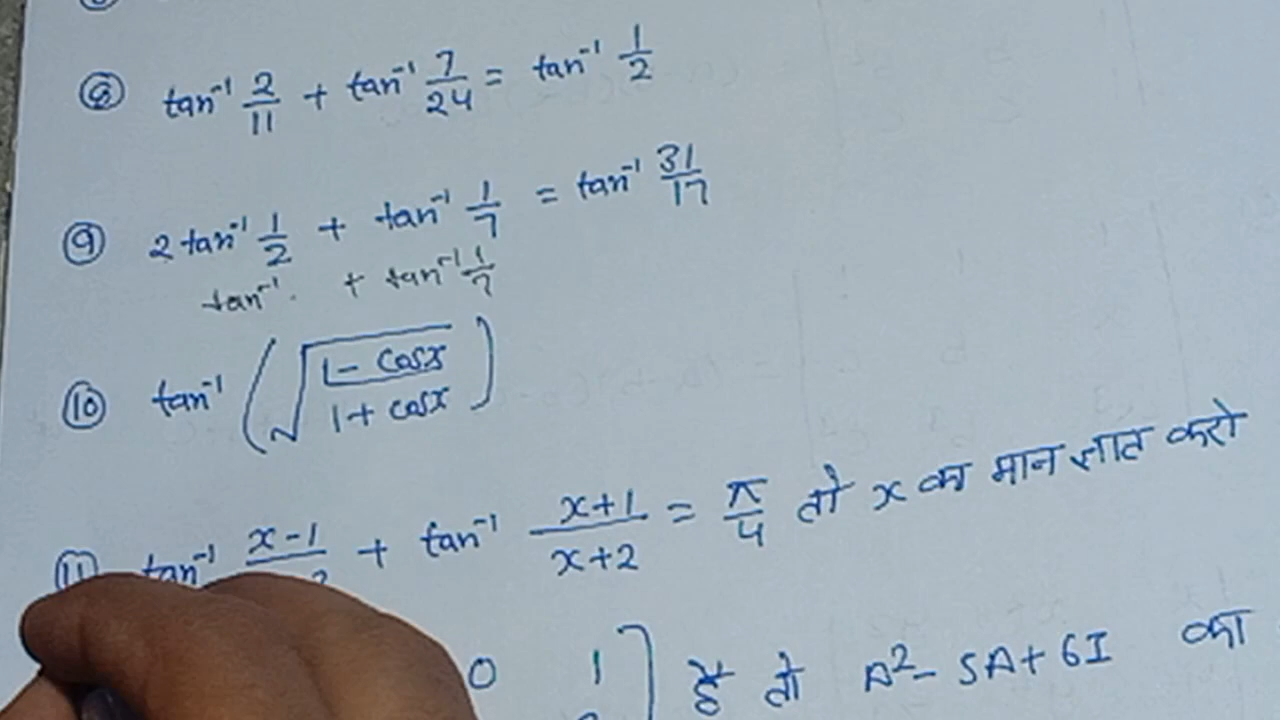 ⑧ tan⁻¹ 2/11 + tan⁻¹ 7/24 = tan⁻¹ 1/2
⑨ 2 tan⁻¹ 1/2 + tan⁻¹ 1/7 = tan⁻¹ 31/17
tan⁻¹ + tan⁻¹ 1/7
⑩ tan⁻¹ (√((1 - cosx)/(1 + cosx)))
⑪ tan⁻¹ (x-1)/ + tan⁻¹ (x+1)/(x+2) = π/4 तो x का मान ज्ञात करो
0 1 ] है तो A² - 5A + 6I का